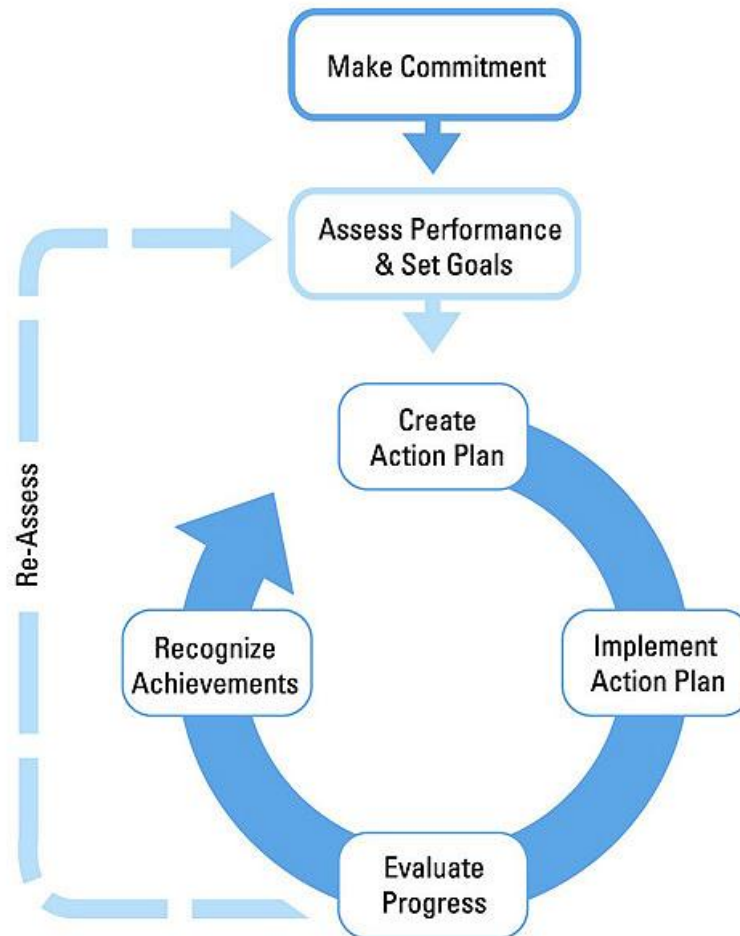 Make Commitment
Assess Performance
& Set Goals
Create
Action Plan
Re-Assess
Recognize
Achievements
Implement
Action Plan
Evaluate
Progress